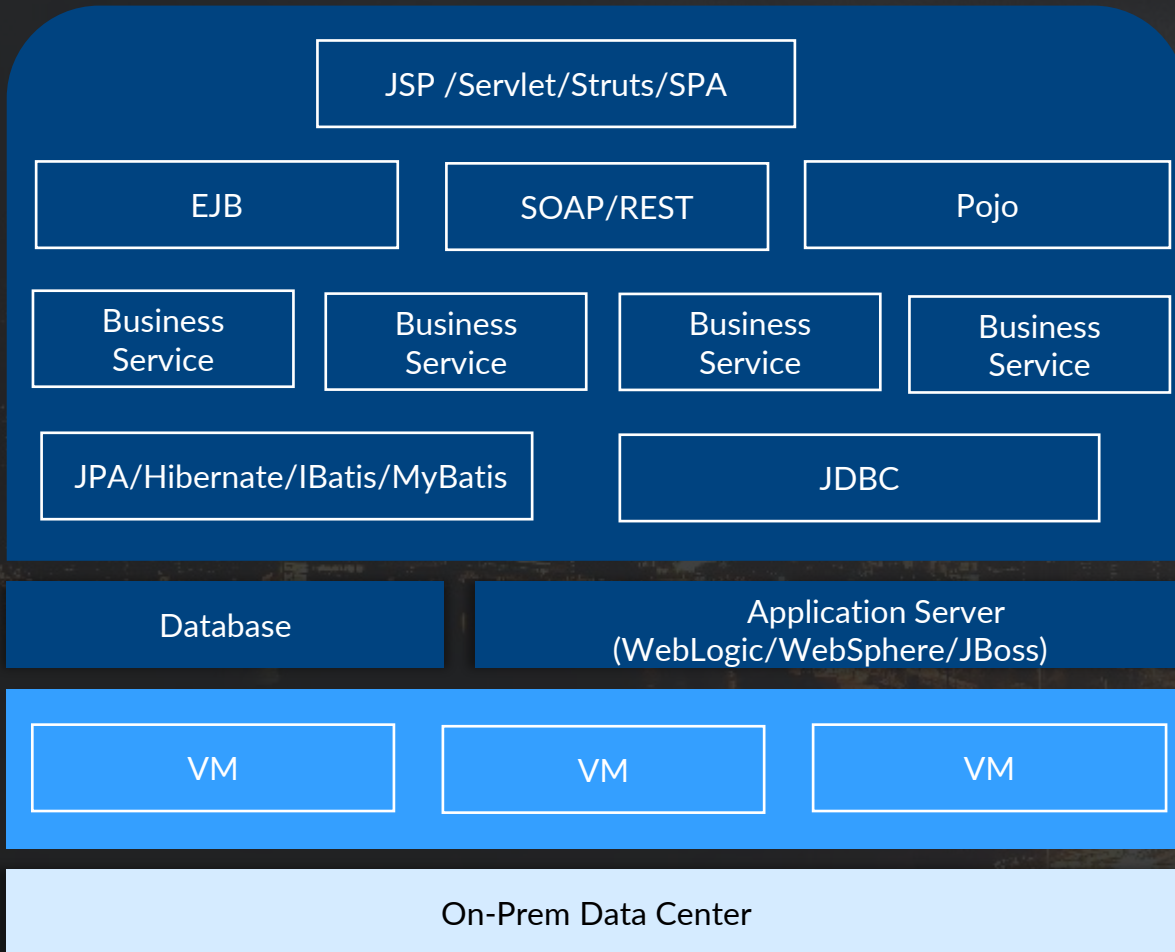 JSP /Servlet/Struts/SPA
EJB
SOAP/REST
Pojo
Business
Service
Business
Service
Business
Service
Business
Service
JPA/Hibernate/IBatis/MyBatis
JDBC
Database
Application Server
(WebLogic/WebSphere/JBoss)
VM
VM
VM
On-Prem Data Center